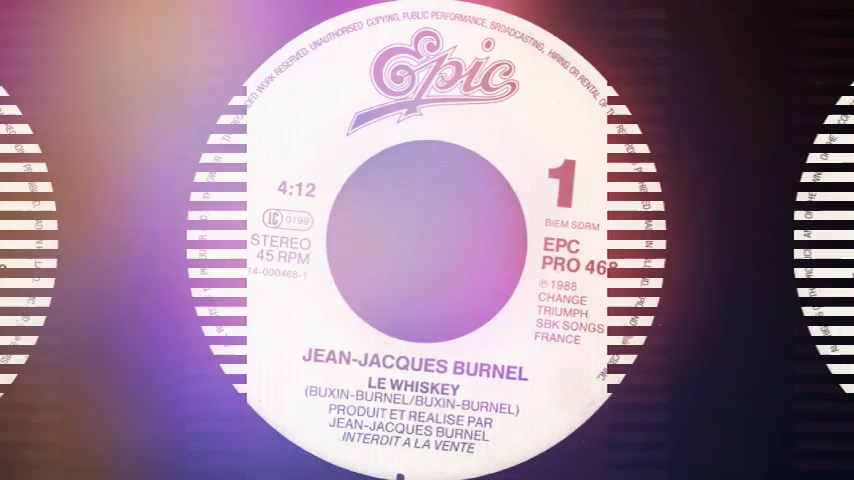 RECORDED WORK RESERVED. UNAUTHORISED COPYING, PUBLIC PERFORMANCE, BROADCASTING, HIRING OR RENTAL OF
Epic
4:12
LC 0199
STEREO
45 RPM
14-000468-1
1
BIEM SDRM
EPC
PRO 468
℗ 1988
CHANGE
TRIUMPH
SBK SONGS
FRANCE
JEAN-JACQUES BURNEL
LE WHISKEY
(BUXIN-BURNEL/BUXIN-BURNEL)
PRODUIT ET REALISE PAR
JEAN-JACQUES BURNEL
INTERDIT A LA VENTE